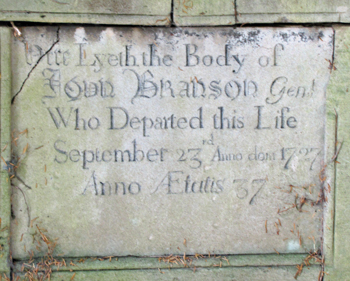 Here Lyeth the Body of
JOHN BRANSON Gent
Who Departed this Life
September 23rd Anno dom 1727
Anno Ætatis 37